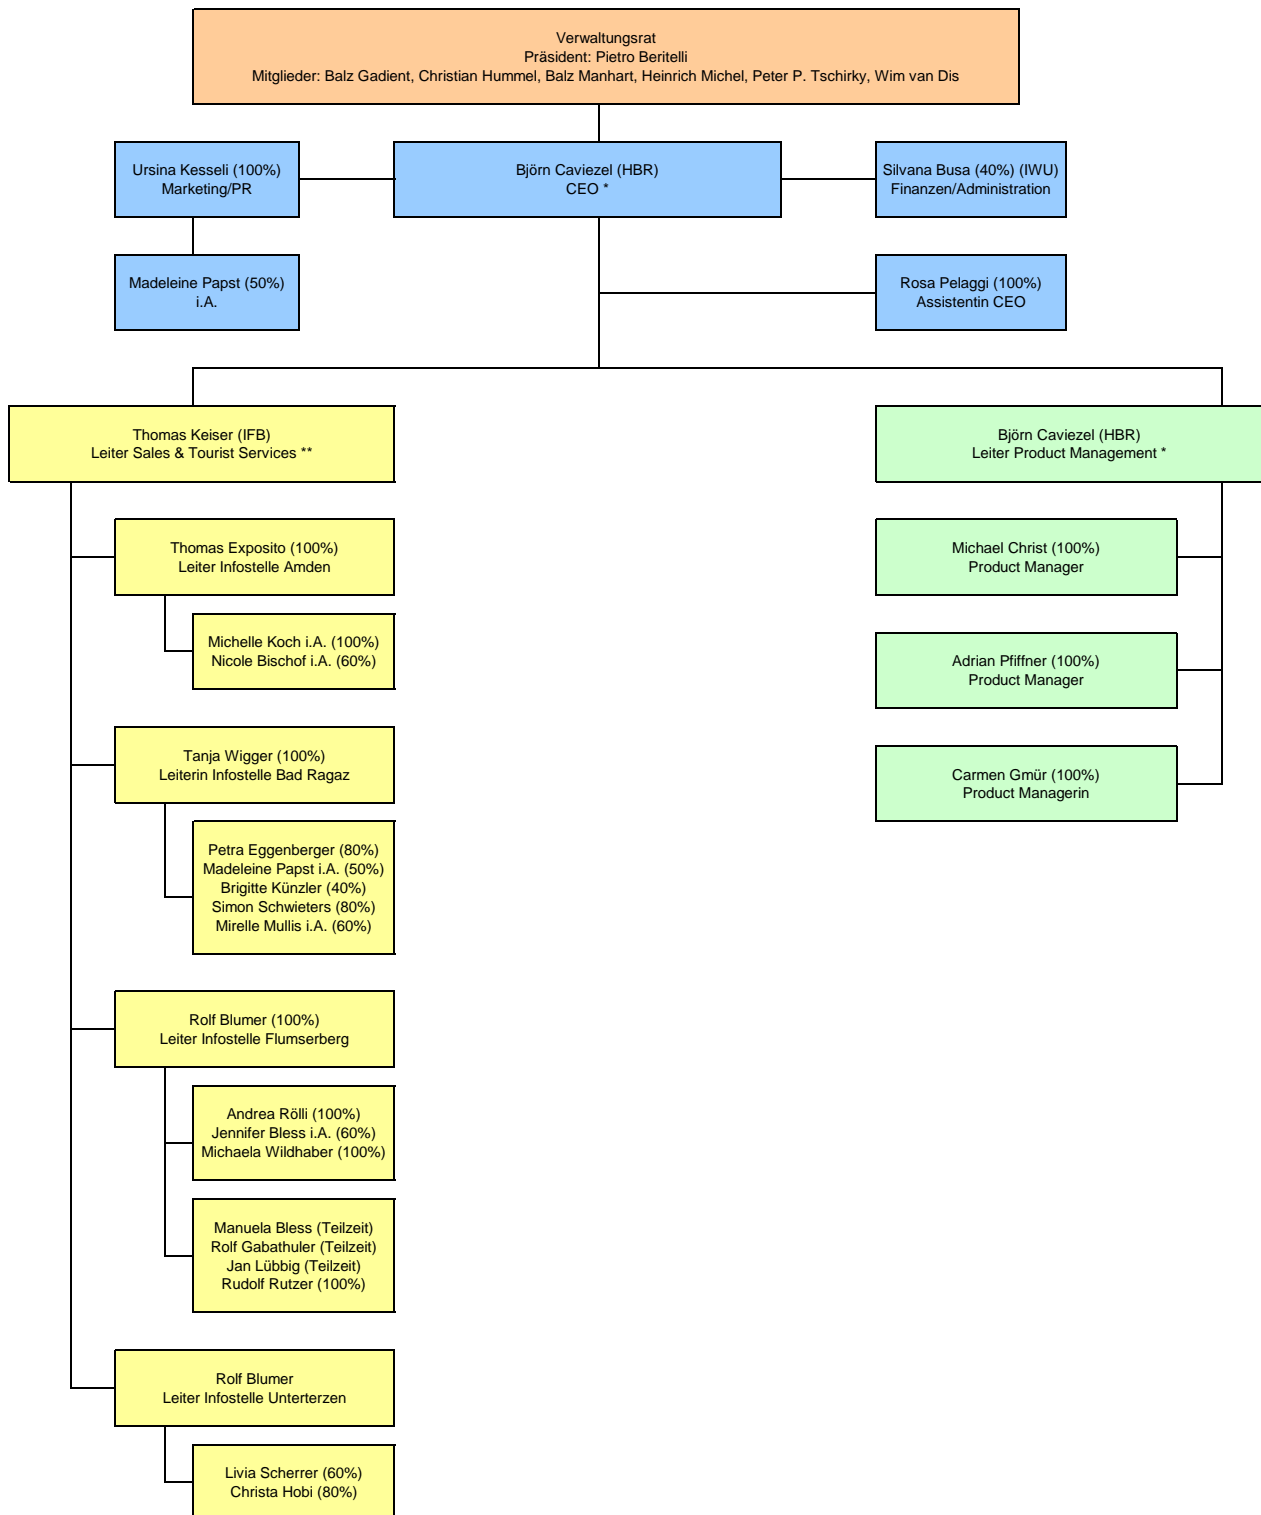 Verwaltungsrat
Präsident: Pietro Beritelli
Mitglieder: Balz Gadient, Christian Hummel, Balz Manhart, Heinrich Michel, Peter P. Tschirky, Wim van Dis
Ursina Kesseli (100%)
Marketing/PR
Björn Caviezel (HBR)
CEO *
Silvana Busa (40%) (IWU)
Finanzen/Administration
Madeleine Papst (50%)
i.A.
Rosa Pelaggi (100%)
Assistentin CEO
Thomas Keiser (IFB)
Leiter Sales & Tourist Services **
Björn Caviezel (HBR)
Leiter Product Management *
Thomas Exposito (100%)
Leiter Infostelle Amden
Michelle Koch i.A. (100%)
Nicole Bischof i.A. (60%)
Tanja Wigger (100%)
Leiterin Infostelle Bad Ragaz
Petra Eggenberger (80%)
Madeleine Papst i.A. (50%)
Brigitte Künzler (40%)
Simon Schwieters (80%)
Mirelle Mullis i.A. (60%)
Rolf Blumer (100%)
Leiter Infostelle Flumserberg
Andrea Rölli (100%)
Jennifer Bless i.A. (60%)
Michaela Wildhaber (100%)
Manuela Bless (Teilzeit)
Rolf Gabathuler (Teilzeit)
Jan Lübbig (Teilzeit)
Rudolf Rutzer (100%)
Rolf Blumer
Leiter Infostelle Unterterzen
Livia Scherrer (60%)
Christa Hobi (80%)
Michael Christ (100%)
Product Manager
Adrian Pfiffner (100%)
Product Manager
Carmen Gmür (100%)
Product Managerin